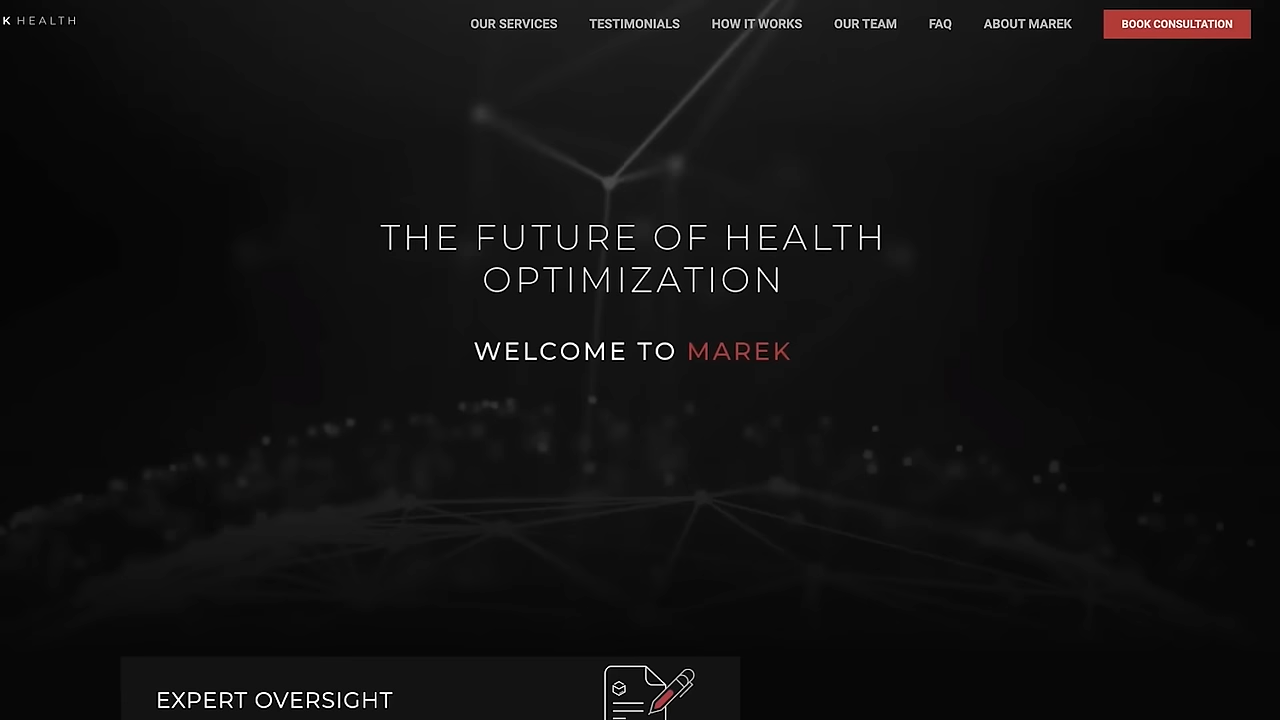 K HEALTH
OUR SERVICES
TESTIMONIALS
HOW IT WORKS
OUR TEAM
FAQ
ABOUT MAREK
BOOK CONSULTATION
THE FUTURE OF HEALTH
OPTIMIZATION
WELCOME TO MAREK
EXPERT OVERSIGHT